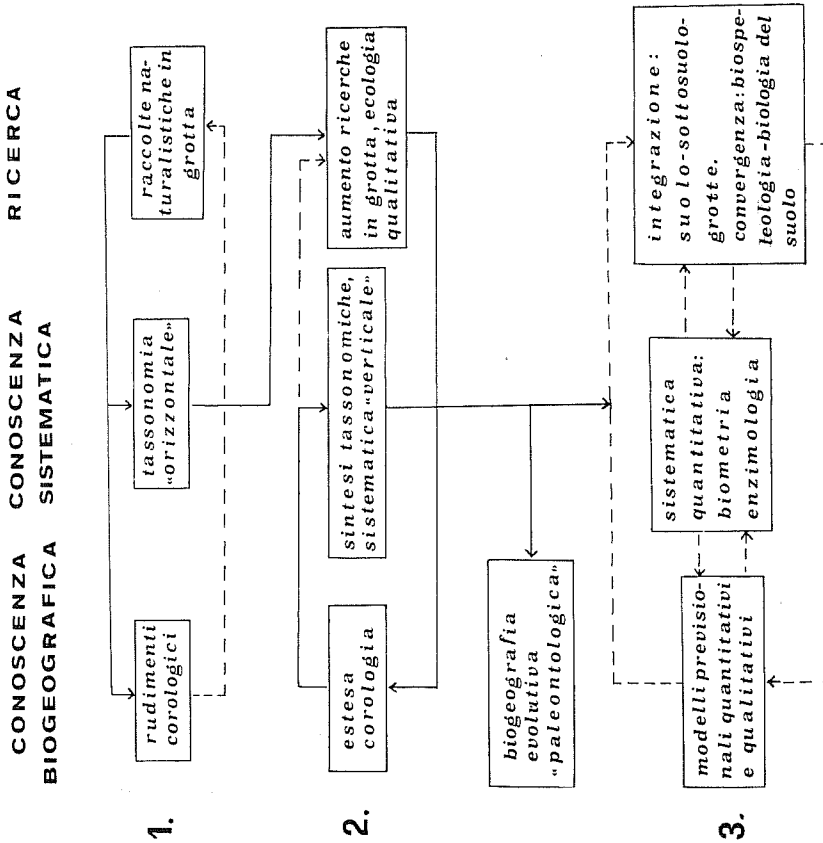 CONOSCENZA
BIOGEOGRAFICA
CONOSCENZA
SISTEMATICA
RICERCA
1.
rudimenti
corologici
tassonomia
«orizzontale»
raccolte na-
turalistiche in
grotta
2.
estesa
corologia
sintesi tassonomiche,
sistematica «verticale»
aumento ricerche
in grotta, ecologia
qualitativa
biogeografia
evolutiva
«paleontologica»
3.
modelli previsio-
nali quantitativi
e qualitativi
sistematica
quantitativa:
biometria
enzimologia
integrazione:
suolo-sottosuolo-
grotte.
convergenza: biospe-
leologia-biologia del
suolo